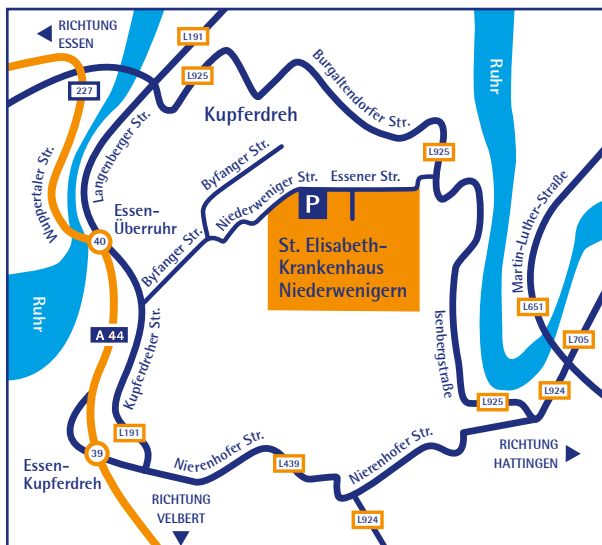 RICHTUNG
ESSEN
L191
227
L925
Kupferdreh
Burgaltendorfer Str.
Ruhr
L925
Wuppertaler Str.
Langenberger Str.
Byfanger Str.
Niederweniger Str.
Essener Str.
Martin-Luther-Straße
P
Essen-
Überruhr
40
Byfanger Str.
St. Elisabeth-
Krankenhaus
Niederwenigern
Ruhr
A 44
Kupferdreher Str.
Isenbergstraße
L651
L705
L924
L925
L191
39
Essen-
Kupferdreh
Nierenhofer Str.
L439
Nierenhofer Str.
RICHTUNG
HATTINGEN
RICHTUNG
VELBERT
L924